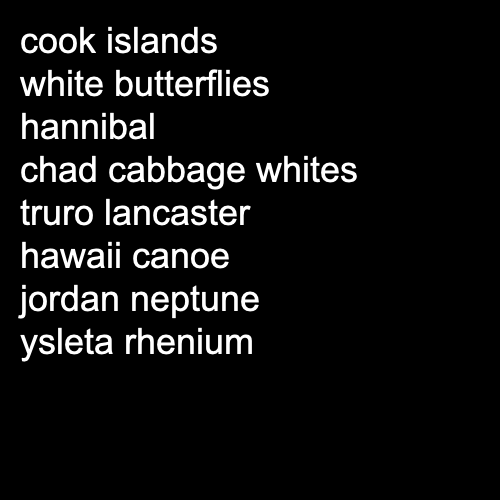 cook islands
white butterflies
hannibal
chad cabbage whites
truro lancaster
hawaii canoe
jordan neptune
ysleta rhenium